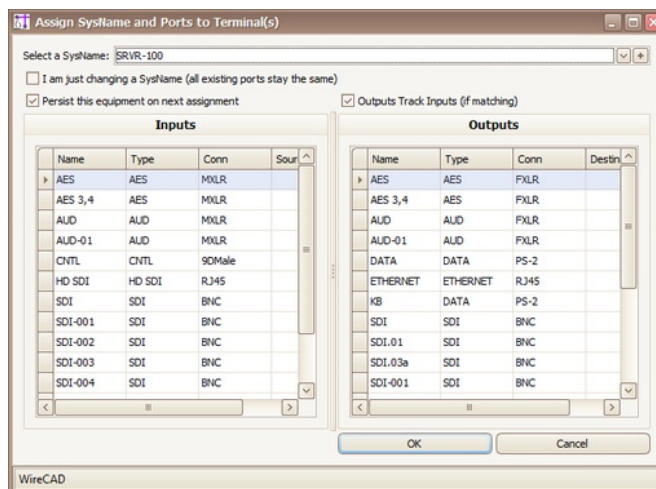 Assign SysName and Ports to Terminal(s)
Select a SysName: SRVR-100
I am just changing a SysName (all existing ports stay the same)
Persist this equipment on next assignment
Outputs Track Inputs (if matching)
Inputs
Name Type Conn Sour
AES AES MXLR
AES 3,4 AES MXLR
AUD AUD MXLR
AUD-01 AUD MXLR
CNTL CNTL 9DMale
HD SDI HD SDI RJ45
SDI SDI BNC
SDI-001 SDI BNC
SDI-002 SDI BNC
SDI-003 SDI BNC
SDI-004 SDI BNC
Outputs
Name Type Conn Destin
AES AES FXLR
AES 3,4 AES FXLR
AUD AUD FXLR
AUD-01 AUD FXLR
DATA DATA PS-2
ETHERNET ETHERNET RJ45
KB DATA PS-2
SDI SDI BNC
SDI.01 SDI BNC
SDI.03a SDI BNC
SDI-001 SDI BNC
OK Cancel
WireCAD